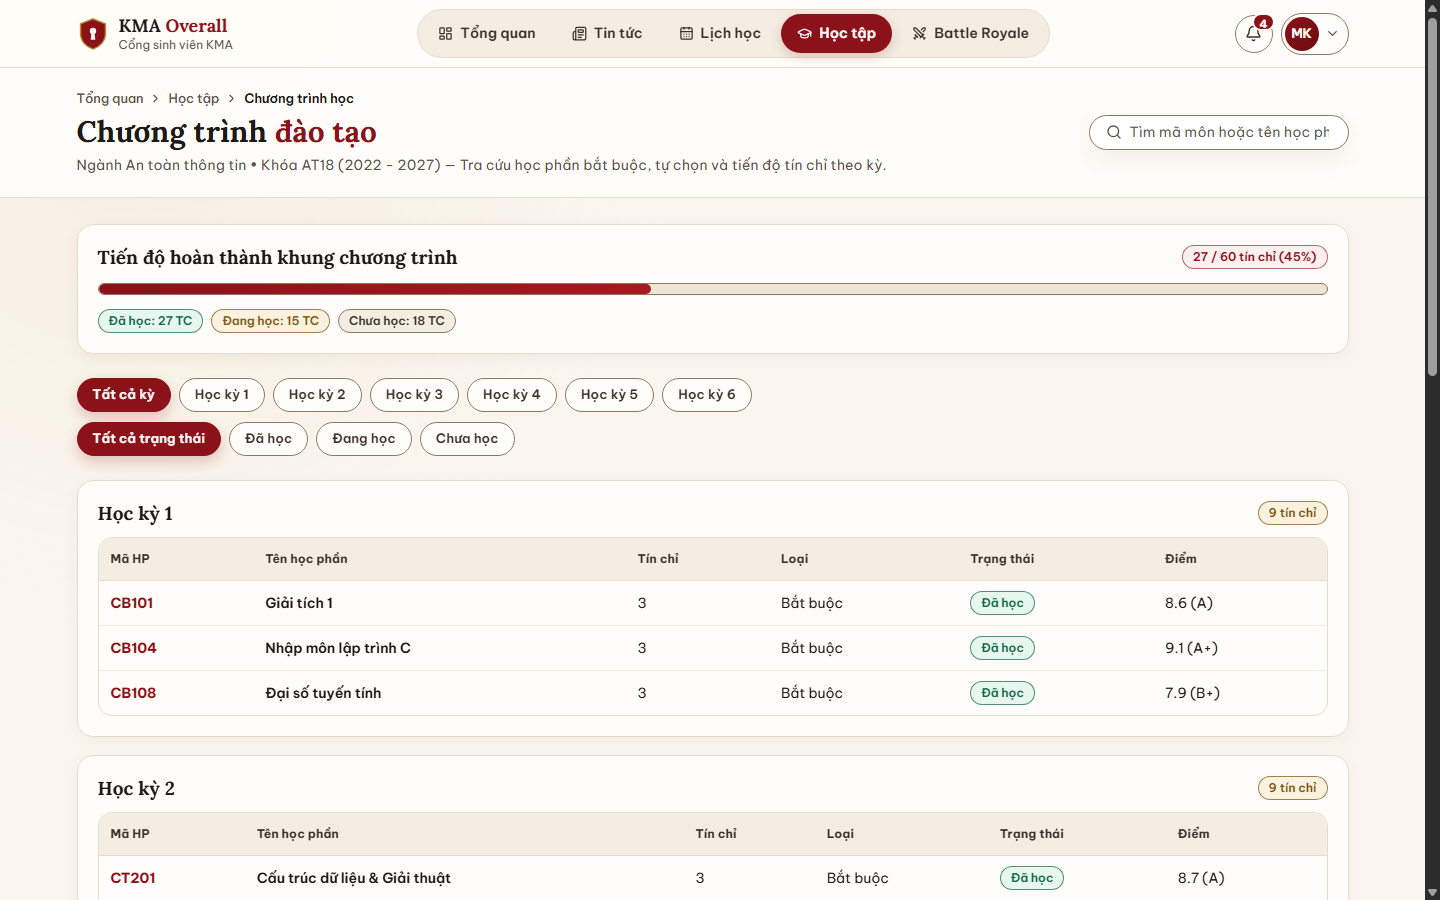 KMA Overall
Cổng sinh viên KMA
Tổng quan
Tin tức
Lịch học
Học tập
Battle Royale
4
MK
Tổng quan > Học tập > Chương trình học
Chương trình đào tạo
Ngành An toàn thông tin • Khóa AT18 (2022 - 2027) — Tra cứu học phần bắt buộc, tự chọn và tiến độ tín chỉ theo kỳ.
Tìm mã môn hoặc tên học ph
Tiến độ hoàn thành khung chương trình
27 / 60 tín chỉ (45%)
Đã học: 27 TC
Đang học: 15 TC
Chưa học: 18 TC
Tất cả kỳ
Học kỳ 1
Học kỳ 2
Học kỳ 3
Học kỳ 4
Học kỳ 5
Học kỳ 6
Tất cả trạng thái
Đã học
Đang học
Chưa học
Học kỳ 1
9 tín chỉ
Mã HP Tên học phần Tín chỉ Loại Trạng thái Điểm
CB101 Giải tích 1 3 Bắt buộc Đã học 8.6 (A)
CB104 Nhập môn lập trình C 3 Bắt buộc Đã học 9.1 (A+)
CB108 Đại số tuyến tính 3 Bắt buộc Đã học 7.9 (B+)
Học kỳ 2
9 tín chỉ
Mã HP Tên học phần Tín chỉ Loại Trạng thái Điểm
CT201 Cấu trúc dữ liệu & Giải thuật 3 Bắt buộc Đã học 8.7 (A)